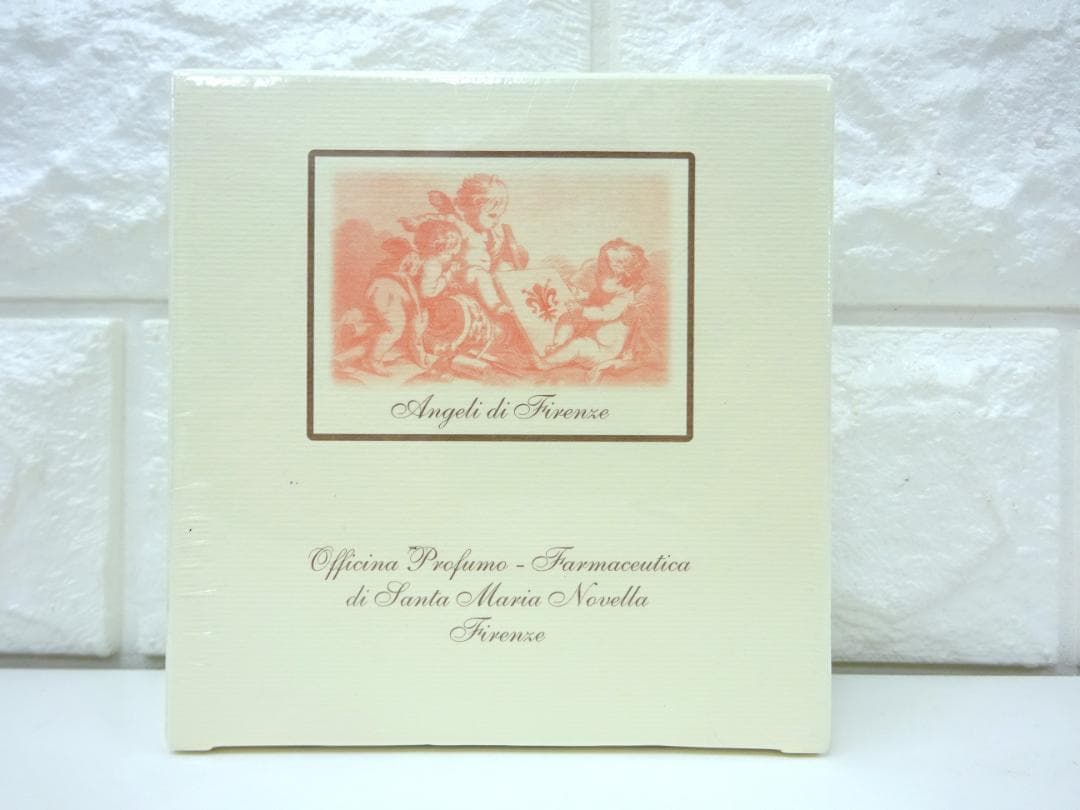 Angeli di Firenze
Officina Profumo - Farmaceutica
di Santa Maria Novella
Firenze